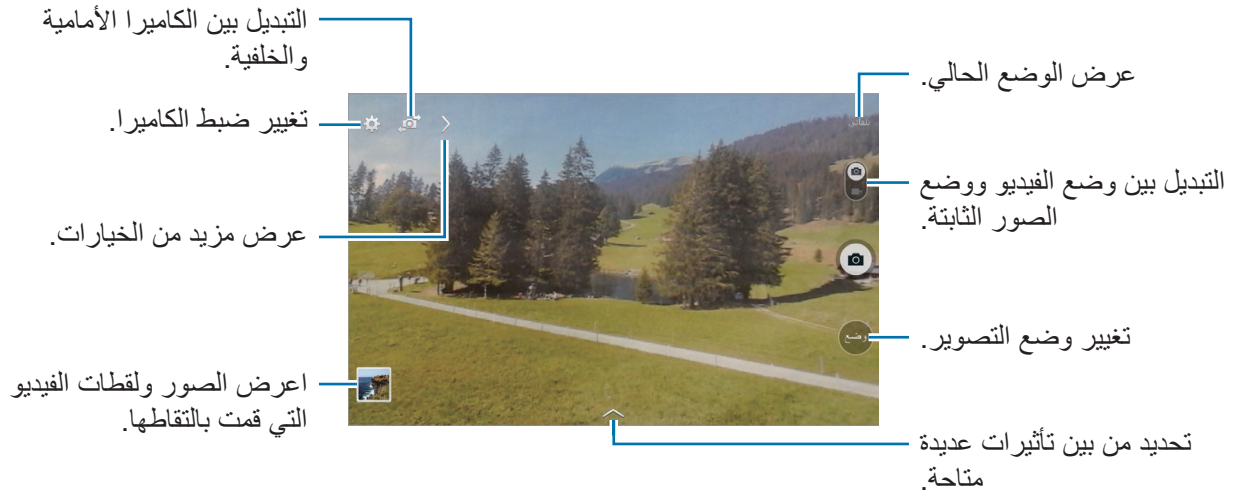 التبديل بين الكاميرا الأمامية
والخلفية.
تغيير ضبط الكاميرا.
عرض مزيد من الخيارات.
اعرض الصور ولقطات الفيديو
التي قمت بالتقاطها.
عرض الوضع الحالي.
تلقائي
التبديل بين وضع الفيديو ووضع
الصور الثابتة.
وضع
تغيير وضع التصوير.
تحديد من بين تأثيرات عديدة
متاحة.